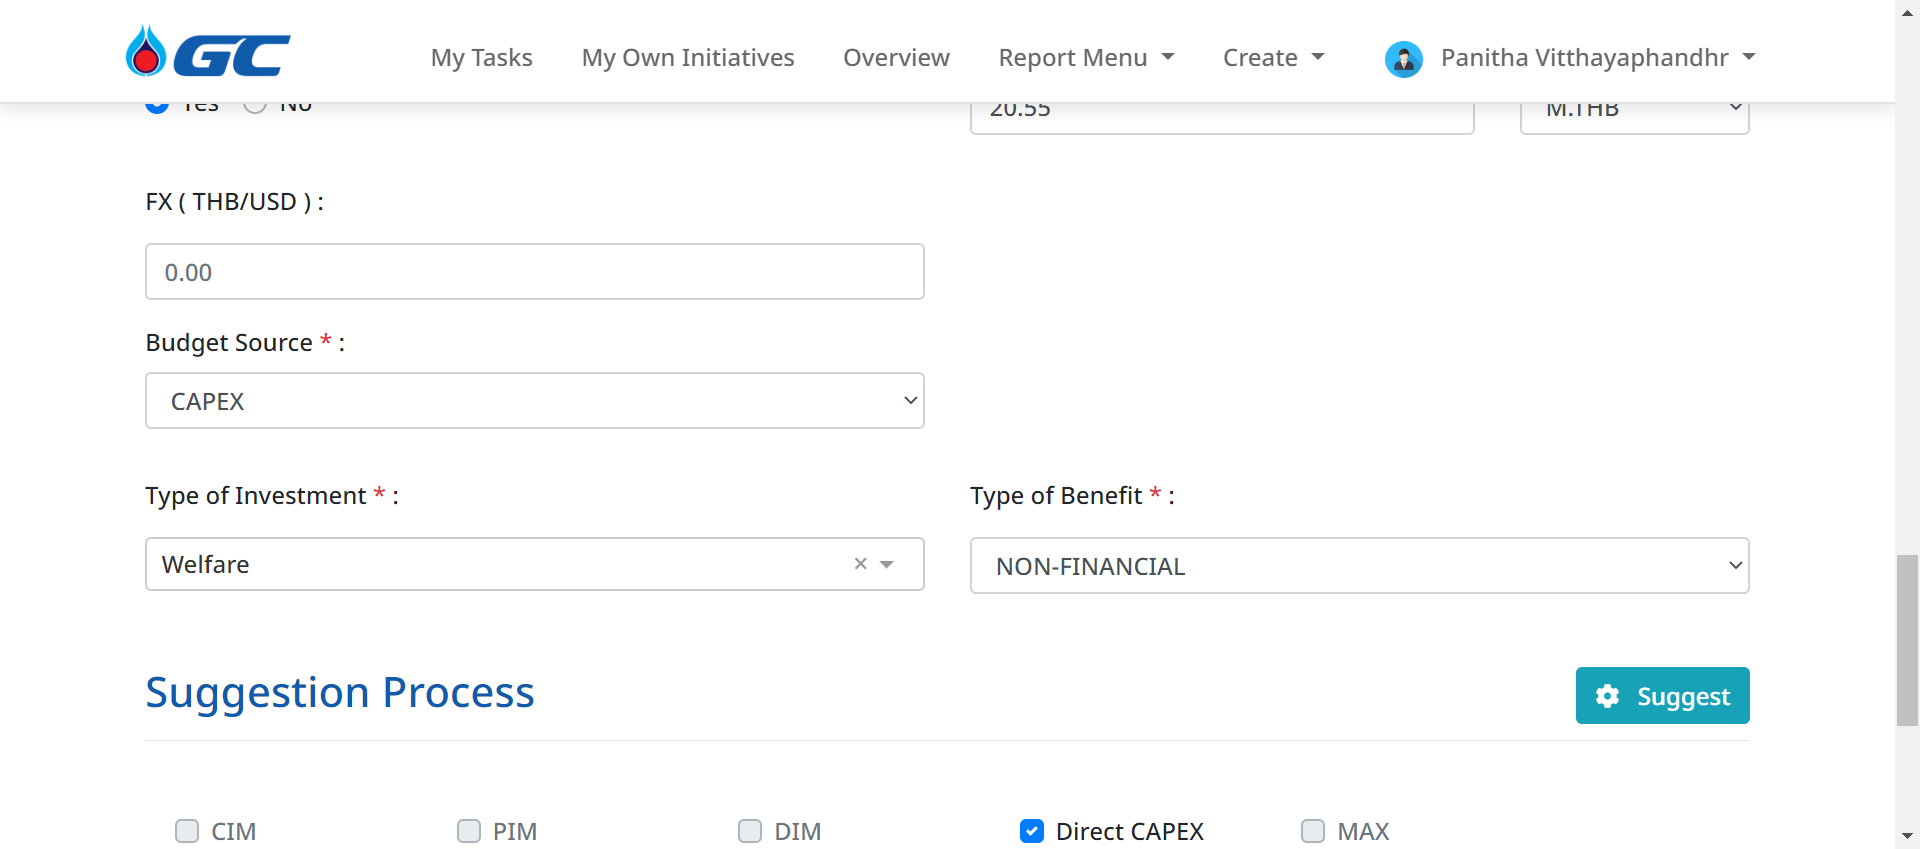 GC My Tasks My Own Initiatives Overview Report Menu Create Panitha Vitthayaphandhr
Yes No 20.55 M.THB
FX ( THB/USD ) :
0.00
Budget Source * :
CAPEX
Type of Investment * : Type of Benefit * :
Welfare × NON-FINANCIAL
Suggestion Process Suggest
CIM PIM DIM Direct CAPEX MAX